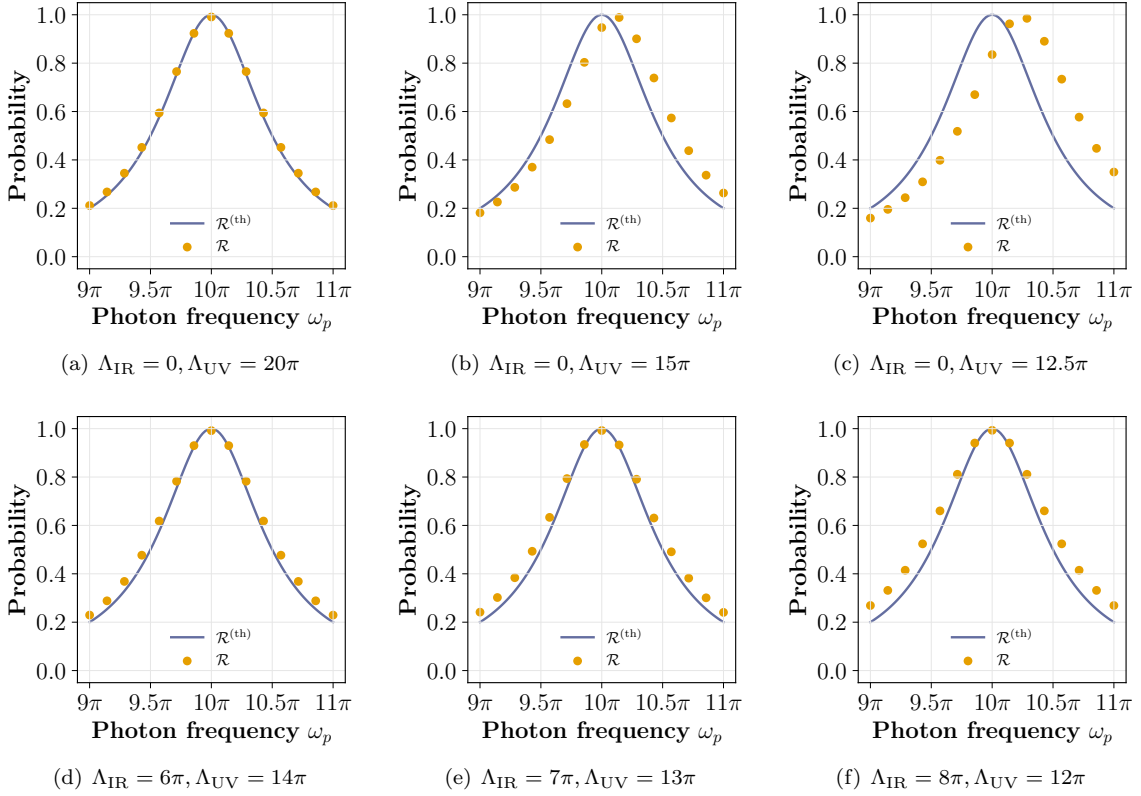 Probability
1.0
0.8
0.6
0.4
0.2
0.0
R^(th)
R
9π 9.5π 10π 10.5π 11π
Photon frequency ω_p
(a) Λ_IR = 0, Λ_UV = 20π
Probability
1.0
0.8
0.6
0.4
0.2
0.0
R^(th)
R
9π 9.5π 10π 10.5π 11π
Photon frequency ω_p
(b) Λ_IR = 0, Λ_UV = 15π
Probability
1.0
0.8
0.6
0.4
0.2
0.0
R^(th)
R
9π 9.5π 10π 10.5π 11π
Photon frequency ω_p
(c) Λ_IR = 0, Λ_UV = 12.5π
Probability
1.0
0.8
0.6
0.4
0.2
0.0
R^(th)
R
9π 9.5π 10π 10.5π 11π
Photon frequency ω_p
(d) Λ_IR = 6π, Λ_UV = 14π
Probability
1.0
0.8
0.6
0.4
0.2
0.0
R^(th)
R
9π 9.5π 10π 10.5π 11π
Photon frequency ω_p
(e) Λ_IR = 7π, Λ_UV = 13π
Probability
1.0
0.8
0.6
0.4
0.2
0.0
R^(th)
R
9π 9.5π 10π 10.5π 11π
Photon frequency ω_p
(f) Λ_IR = 8π, Λ_UV = 12π